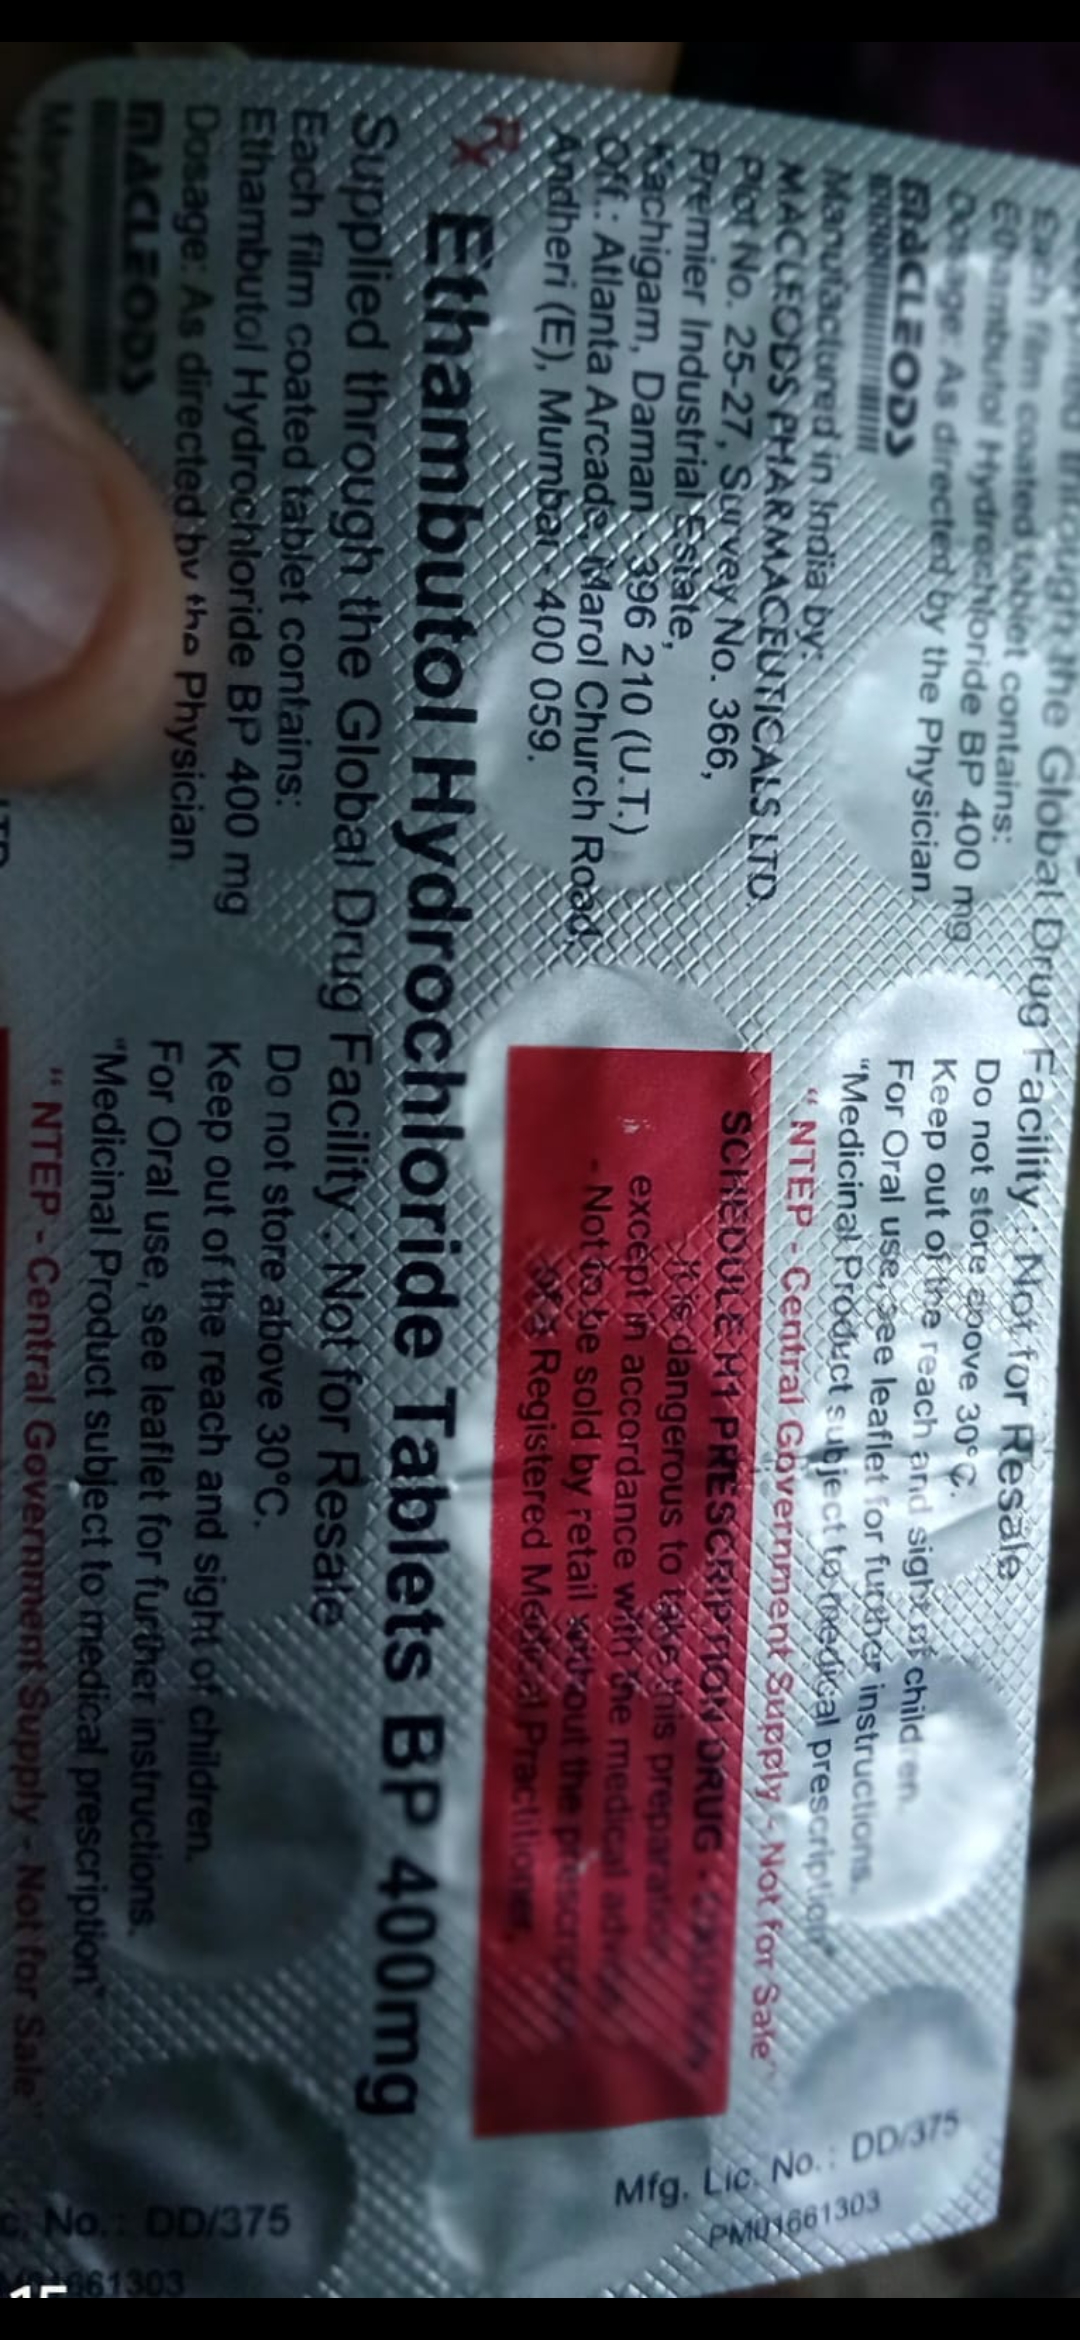 Supplied through the Global Drug Facility : Not for Resale
Each film coated tablet contains:
Ethambutol Hydrochloride BP 400 mg
Dosage: As directed by the Physician
MACLEODS
Do not store above 30°C.
Keep out of the reach and sight of children.
For Oral use, see leaflet for further instructions.
"Medicinal Product subject to medical prescription"
" NTEP - Central Government Supply - Not for Sale"
Manufactured in India by:
MACLEODS PHARMACEUTICALS LTD.
Plot No. 25-27, Survey No. 366,
Premier Industrial Estate,
Kachigam, Daman - 396 210 (U.T.)
Off.: Atlanta Arcade, Marol Church Road,
Andheri (E), Mumbai - 400 059.
SCHEDULE H1 PRESCRIPTION DRUG -
- It is dangerous to take this preparation
except in accordance with the medical advice
- Not to be sold by retail without the prescription
of a Registered Medical Practitioner.
Mfg. Lic. No.: DD/375
PM01661303
Rx Ethambutol Hydrochloride Tablets BP 400mg
Supplied through the Global Drug Facility : Not for Resale
Each film coated tablet contains:
Ethambutol Hydrochloride BP 400 mg
Dosage: As directed by the Physician
MACLEODS
Do not store above 30°C.
Keep out of the reach and sight of children.
For Oral use, see leaflet for further instructions.
"Medicinal Product subject to medical prescription"
" NTEP - Central Government Supply - Not for Sale"
No.: DD/375
661303